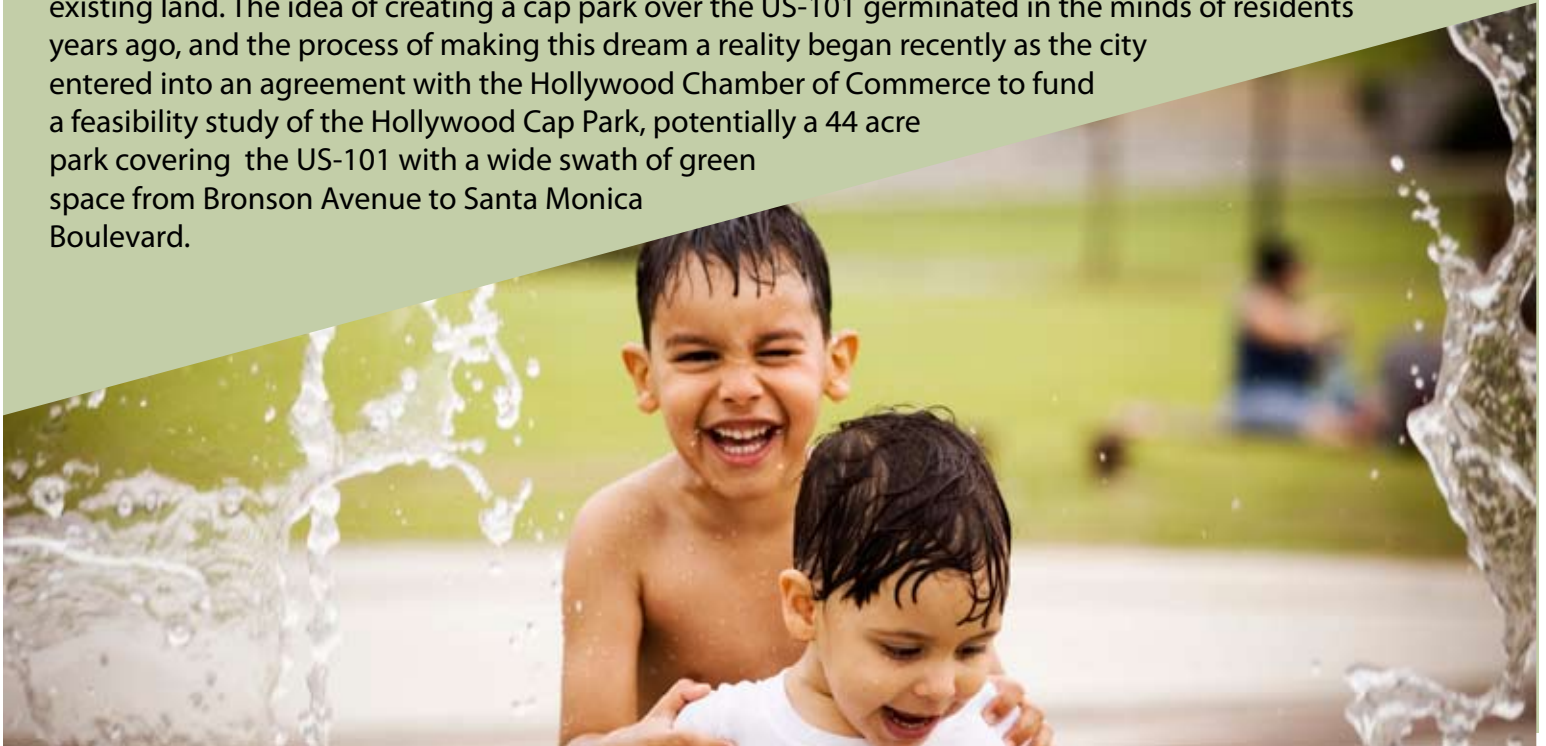 existing land. The idea of creating a cap park over the US-101 germinated in the minds of residents
years ago, and the process of making this dream a reality began recently as the city
entered into an agreement with the Hollywood Chamber of Commerce to fund
a feasibility study of the Hollywood Cap Park, potentially a 44 acre
park covering  the US-101 with a wide swath of green
space from Bronson Avenue to Santa Monica
Boulevard.